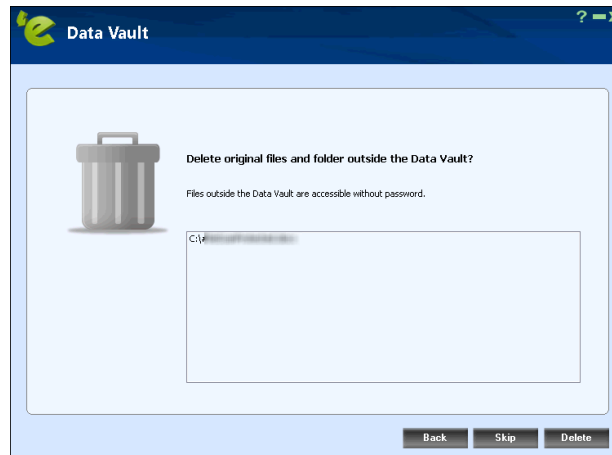 Data Vault
Delete original files and folder outside the Data Vault?
Files outside the Data Vault are accessible without password.
C:\
Back Skip Delete